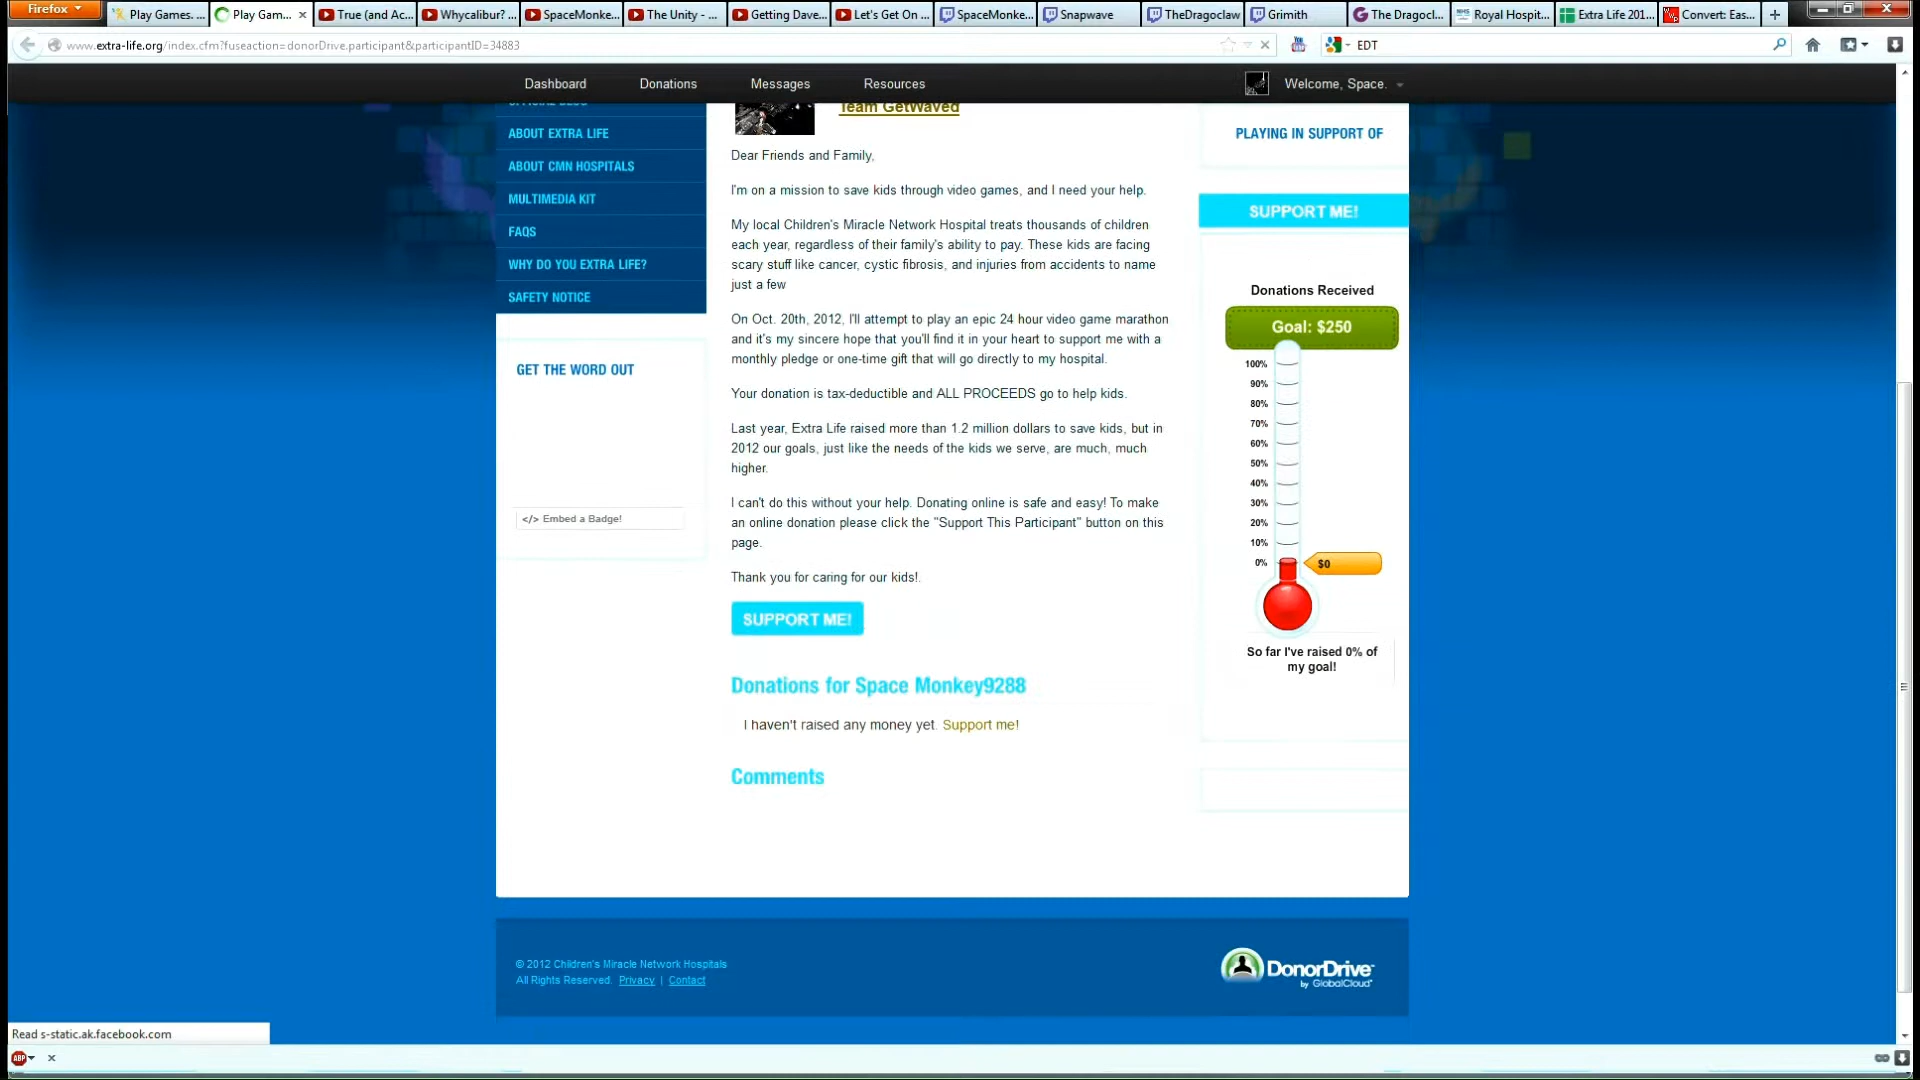 Firefox
Play Games. ...
Play Gam...
True (and Ac...
Whycalibur? ...
SpaceMonke...
The Unity - ...
Getting Dave...
Let's Get On ...
SpaceMonke...
Snapwave
TheDragoclaw
Grimith
The Dragocl...
Royal Hospit...
Extra Life 201...
Convert: Eas...
www.extra-life.org/index.cfm?fuseaction=donorDrive.participant&participantID=34883
EDT
Dashboard
Donations
Messages
Resources
Welcome, Space.
OFFICIAL BLOG
ABOUT EXTRA LIFE
ABOUT CMN HOSPITALS
MULTIMEDIA KIT
FAQS
WHY DO YOU EXTRA LIFE?
SAFETY NOTICE
GET THE WORD OUT
</> Embed a Badge!
Team GetWaved
Dear Friends and Family,
I'm on a mission to save kids through video games, and I need your help.
My local Children's Miracle Network Hospital treats thousands of children
each year, regardless of their family's ability to pay. These kids are facing
scary stuff like cancer, cystic fibrosis, and injuries from accidents to name
just a few
On Oct. 20th, 2012, I'll attempt to play an epic 24 hour video game marathon
and it's my sincere hope that you'll find it in your heart to support me with a
monthly pledge or one-time gift that will go directly to my hospital.
Your donation is tax-deductible and ALL PROCEEDS go to help kids.
Last year, Extra Life raised more than 1.2 million dollars to save kids, but in
2012 our goals, just like the needs of the kids we serve, are much, much
higher.
I can't do this without your help. Donating online is safe and easy! To make
an online donation please click the "Support This Participant" button on this
page.
Thank you for caring for our kids!.
SUPPORT ME!
Donations for Space Monkey9288
I haven't raised any money yet. Support me!
Comments
PLAYING IN SUPPORT OF
SUPPORT ME!
Donations Received
Goal: $250
100%
90%
80%
70%
60%
50%
40%
30%
20%
10%
0%
$0
So far I've raised 0% of
my goal!
© 2012 Children's Miracle Network Hospitals
All Rights Reserved. Privacy | Contact
DonorDrive
by GlobalCloud
Read s-static.ak.facebook.com
ABP